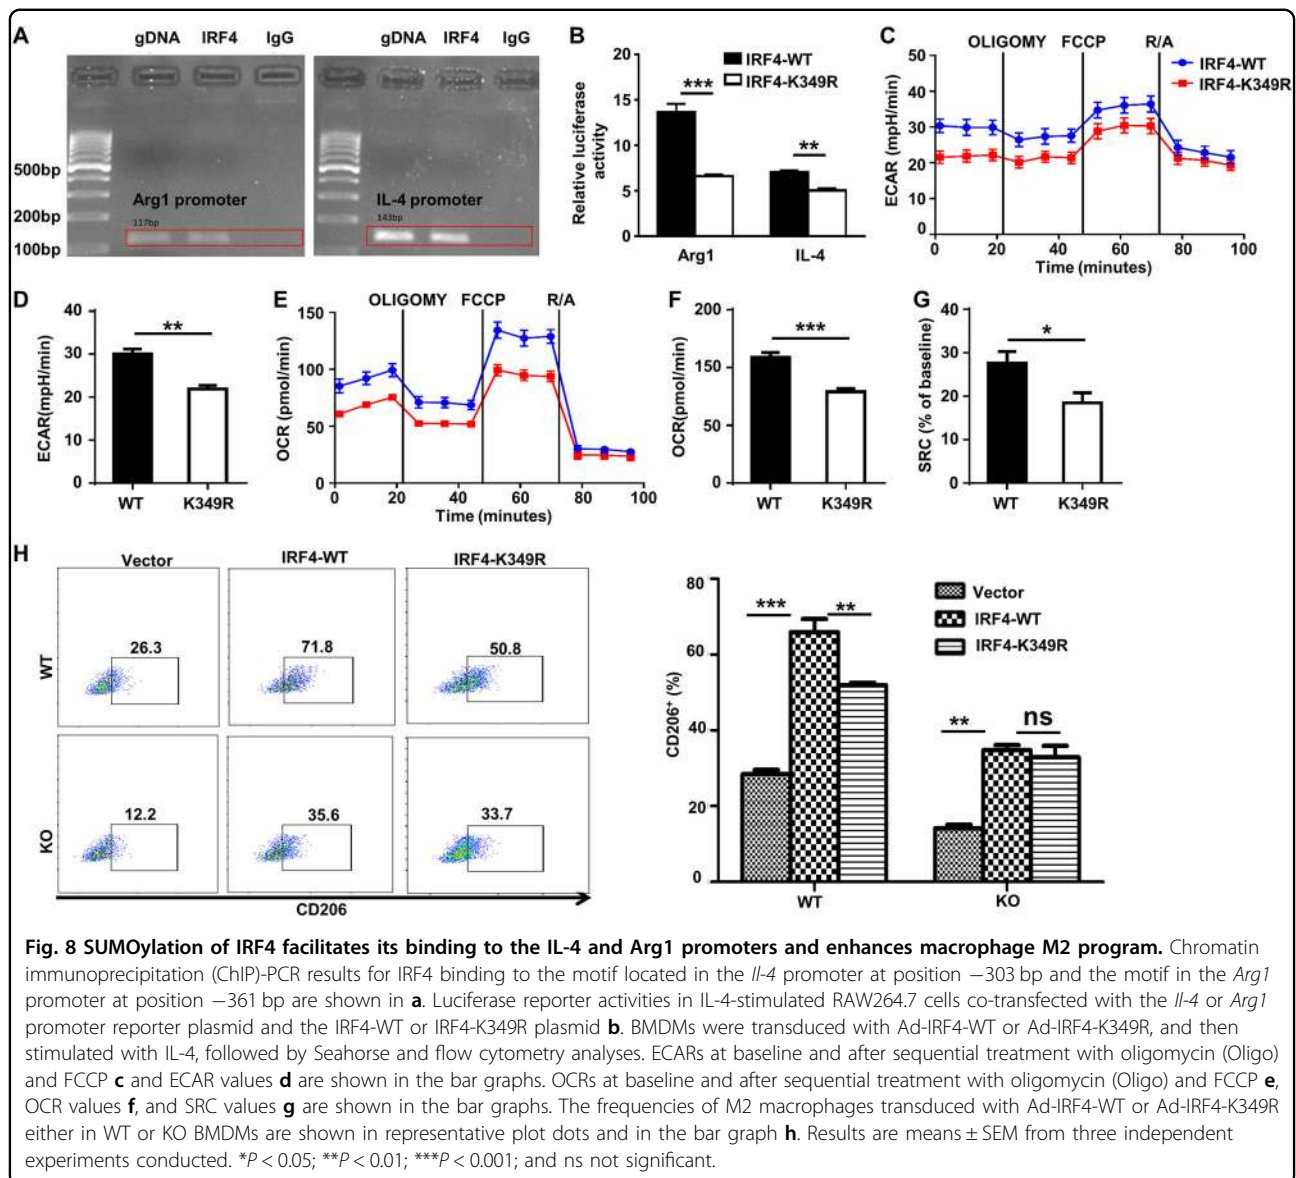 A
gDNA IRF4 IgG
gDNA IRF4 IgG
500bp
200bp
100bp
Arg1 promoter
117bp
IL-4 promoter
143bp
B
20
15
10
5
0
Relative luciferase
activity
IRF4-WT
IRF4-K349R
***
**
Arg1 IL-4
C
OLIGOMY FCCP R/A
50
40
30
20
10
0
ECAR (mpH/min)
IRF4-WT
IRF4-K349R
0 20 40 60 80 100
Time (minutes)
D
40
30
20
10
0
ECAR(mpH/min)
**
WT K349R
E
OLIGOMY FCCP R/A
150
100
50
0
OCR (pmol/min)
0 20 40 60 80 100
Time (minutes)
F
200
150
50
0
OCR(pmol/min)
***
WT K349R
G
40
30
20
10
0
SRC (% of baseline)
*
WT K349R
H
Vector IRF4-WT IRF4-K349R
WT
26.3 71.8 50.8
KO
12.2 35.6 33.7
CD206
80
60
40
20
0
CD206+ (%)
*** **
** ns
Vector
IRF4-WT
IRF4-K349R
WT KO
Fig. 8 SUMOylation of IRF4 facilitates its binding to the IL-4 and Arg1 promoters and enhances macrophage M2 program. Chromatin
immunoprecipitation (ChIP)-PCR results for IRF4 binding to the motif located in the Il-4 promoter at position −303 bp and the motif in the Arg1
promoter at position −361 bp are shown in a. Luciferase reporter activities in IL-4-stimulated RAW264.7 cells co-transfected with the Il-4 or Arg1
promoter reporter plasmid and the IRF4-WT or IRF4-K349R plasmid b. BMDMs were transduced with Ad-IRF4-WT or Ad-IRF4-K349R, and then
stimulated with IL-4, followed by Seahorse and flow cytometry analyses. ECARs at baseline and after sequential treatment with oligomycin (Oligo)
and FCCP c and ECAR values d are shown in the bar graphs. OCRs at baseline and after sequential treatment with oligomycin (Oligo) and FCCP e,
OCR values f, and SRC values g are shown in the bar graphs. The frequencies of M2 macrophages transduced with Ad-IRF4-WT or Ad-IRF4-K349R
either in WT or KO BMDMs are shown in representative plot dots and in the bar graph h. Results are means ± SEM from three independent
experiments conducted. *P < 0.05; **P < 0.01; ***P < 0.001; and ns not significant.